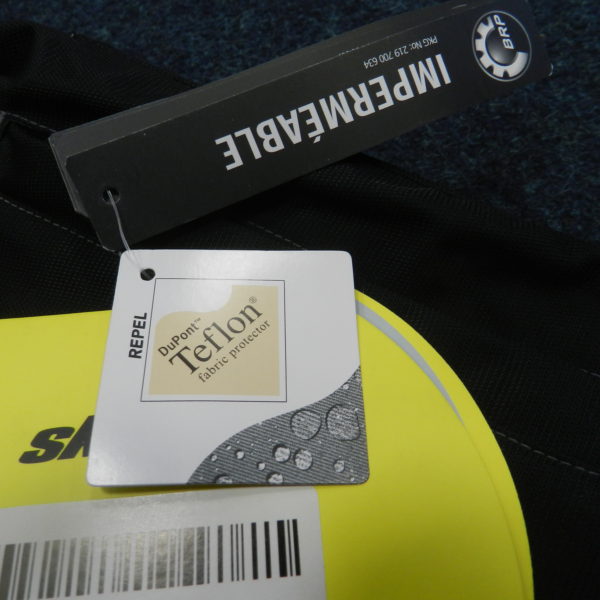 BRP
PKG No: 219 700 634
IMPERMÉABLE
REPEL
DuPont™
Teflon®
fabric protector